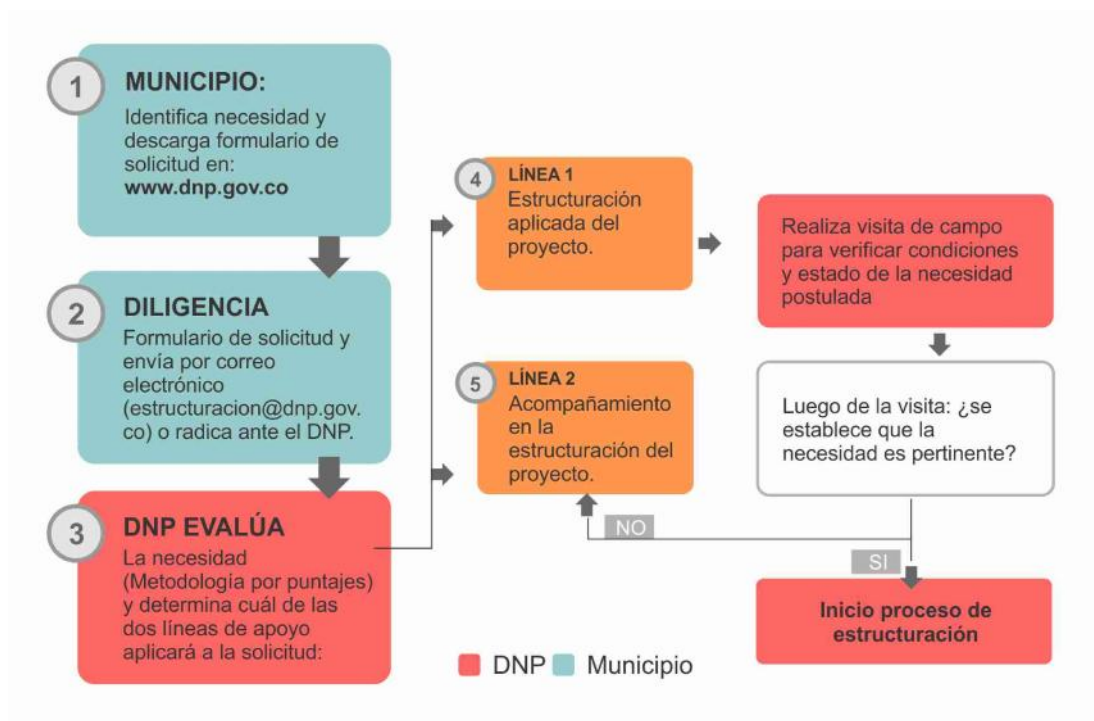 1
MUNICIPIO:
Identifica necesidad y
descarga formulario de
solicitud en:
www.dnp.gov.co
2
DILIGENCIA
Formulario de solicitud y
envía por correo
electrónico
(estructuracion@dnp.gov.
co) o radica ante el DNP.
3
DNP EVALÚA
La necesidad
(Metodología por puntajes)
y determina cuál de las
dos líneas de apoyo
aplicará a la solicitud:
4
LÍNEA 1
Estructuración
aplicada del
proyecto.
5
LÍNEA 2
Acompañamiento
en la
estructuración del
proyecto.
Realiza visita de campo
para verificar condiciones
y estado de la necesidad
postulada
Luego de la visita: ¿se
establece que la
necesidad es pertinente?
NO
SI
Inicio proceso de
estructuración
DNP
Municipio